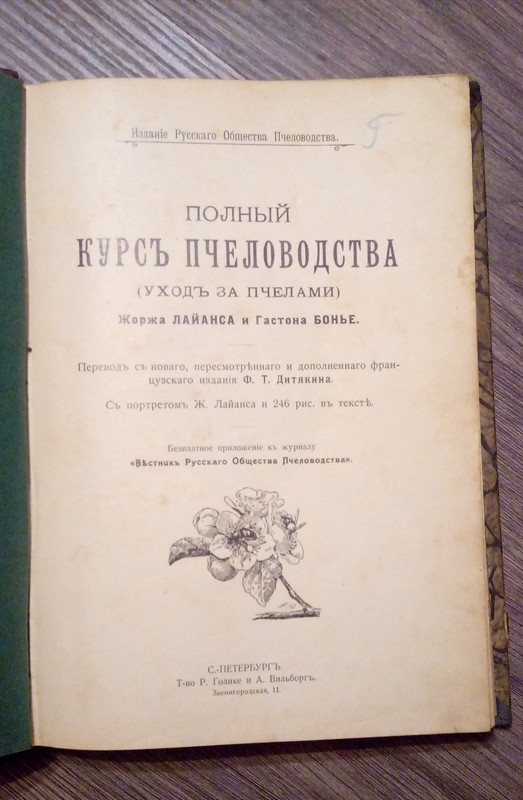 Изданіе Русскаго Общества Пчеловодства.
ПОЛНЫЙ
КУРСЪ ПЧЕЛОВОДСТВА
(УХОДЪ ЗА ПЧЕЛАМИ)
Жоржа ЛАЙАНСА и Гастона БОНЬЕ.
Переводъ съ новаго, пересмотрѣннаго и дополненнаго фран-
цузскаго изданія Ф. Т. Дитякина.
Съ портретомъ Ж. Лайанса и 246 рис. въ текстѣ.
Безплатное приложеніе къ журналу
«Вѣстникъ Русскаго Общества Пчеловодства».
С.-ПЕТЕРБУРГЪ.
Т-во Р. Голике и А. Вильборгъ.
Звенигородская, 11.